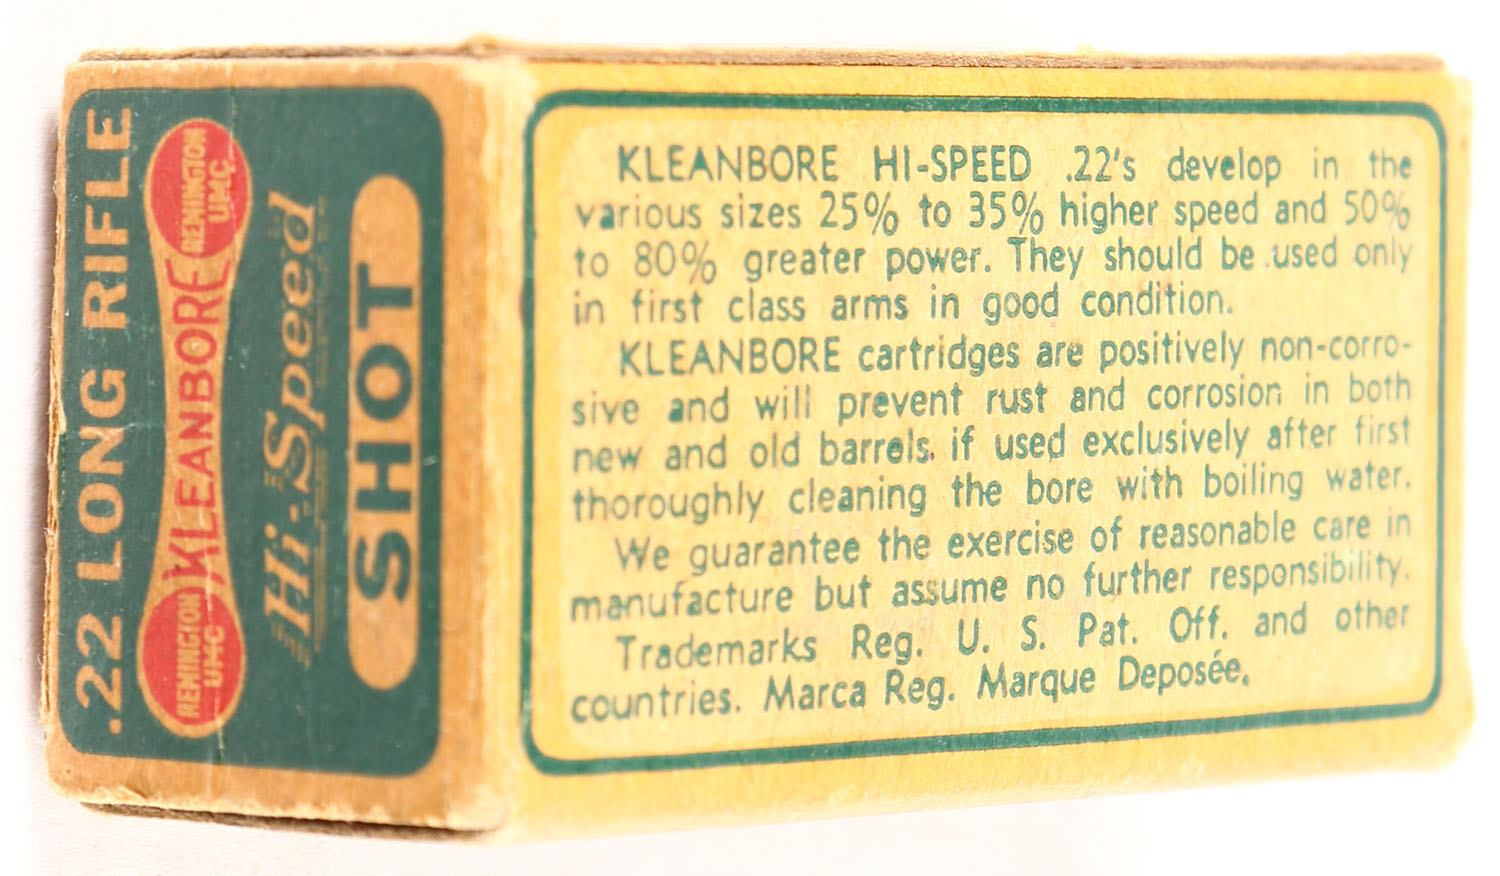 .22 LONG RIFLE
REMINGTON
UMC
KLEANBORE
REMINGTON
UMC
Hi-Speed
SHOT
KLEANBORE HI-SPEED .22's develop in the
various sizes 25% to 35% higher speed and 50%
to 80% greater power. They should be used only
in first class arms in good condition.
KLEANBORE cartridges are positively non-corro-
sive and will prevent rust and corrosion in both
new and old barrels, if used exclusively after first
thoroughly cleaning the bore with boiling water.
We guarantee the exercise of reasonable care in
manufacture but assume no further responsibility.
Trademarks Reg. U. S. Pat. Off. and other
countries. Marca Reg. Marque Deposée.